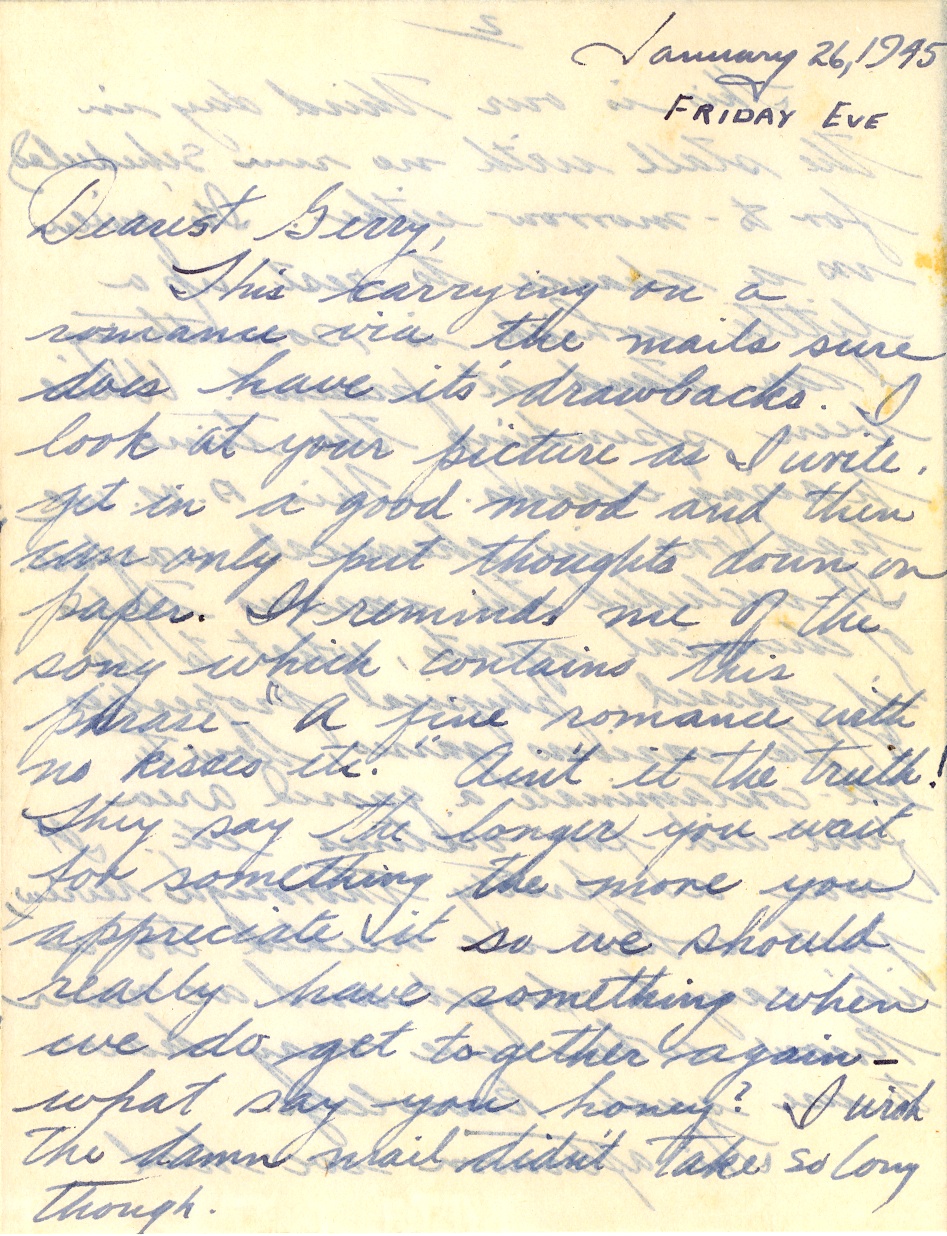 January 26, 1945
FRIDAY EVE
Dearest Gerry,
This carrying on a
romance via the mails sure
does have its' drawbacks. I
look at your picture as I write,
get in a good mood and then
can only put thoughts down on
paper. It reminds me of the
song which contains this
phrase - "A fine romance with
no kisses etc." Ain't it the truth!
They say the longer you wait
for something the more you
appreciate it so we should
really have something when
we do get together again -
what say you honey? I wish
the damn mail didn't take so long
though.